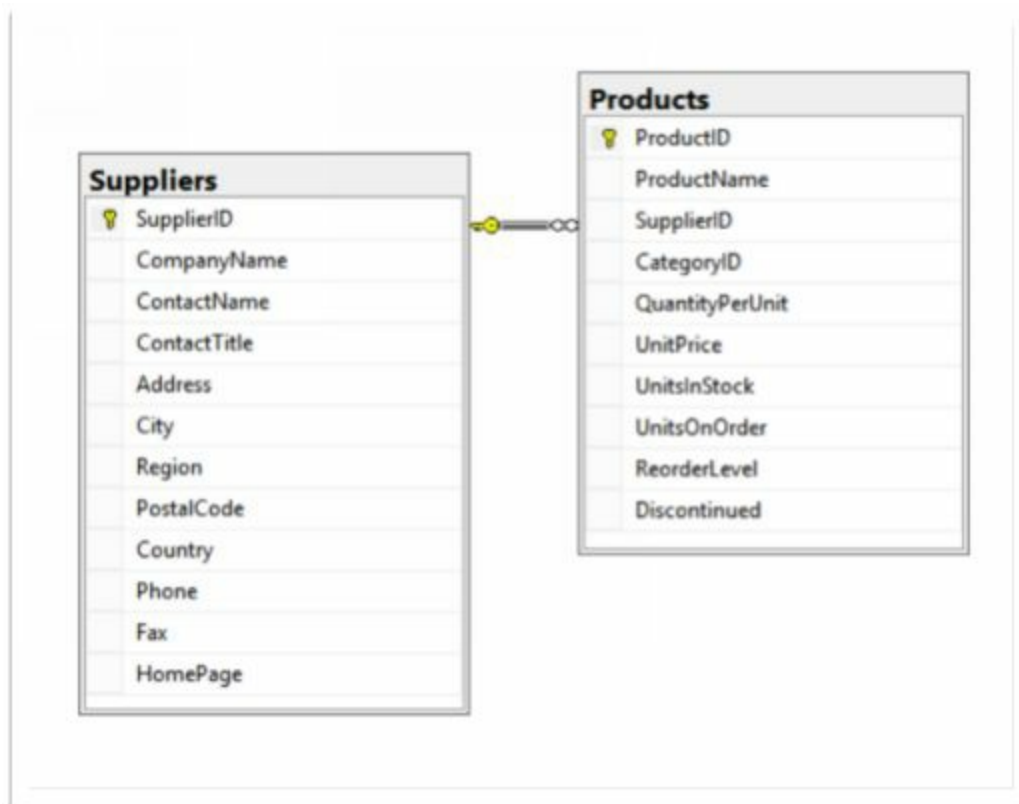 Suppliers
SupplierID
CompanyName
ContactName
ContactTitle
Address
City
Region
PostalCode
Country
Phone
Fax
HomePage
Products
ProductID
ProductName
SupplierID
CategoryID
QuantityPerUnit
UnitPrice
UnitsInStock
UnitsOnOrder
ReorderLevel
Discontinued